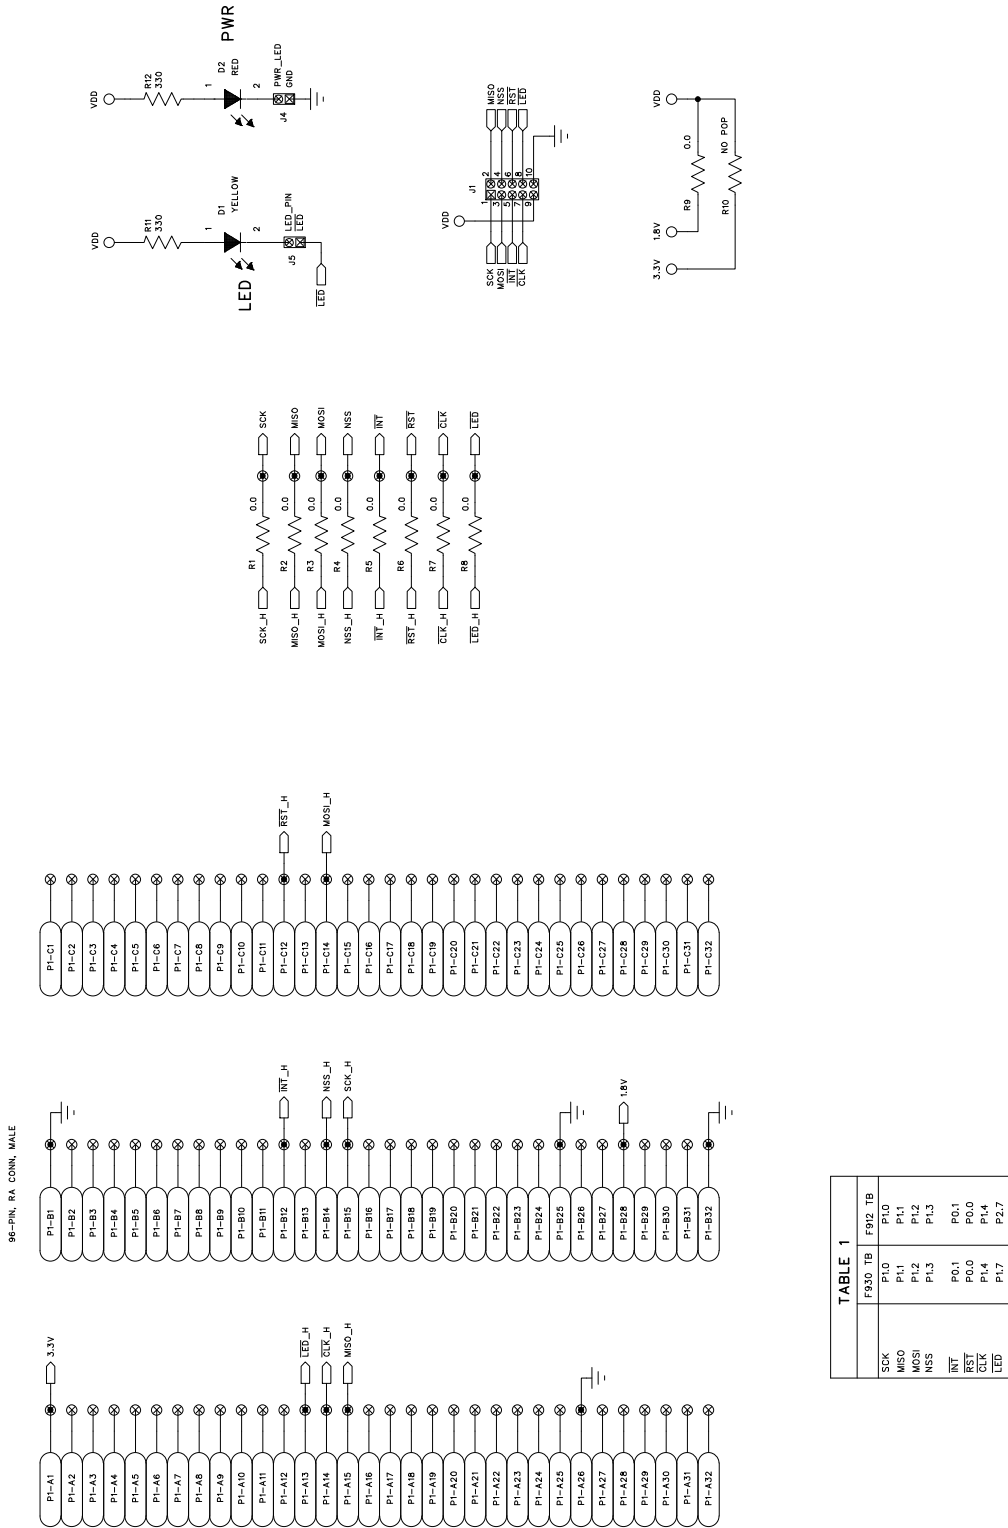 PWR
VDD
R12
330
1
D2
RED
2
PWR_LED
GND
J4
VDD
R11
330
1
D1
YELLOW
2
LED_PIN
LED
J5
LED
LED
MISO
NSS
RST
LED
J1
1 2
3 4
5 6
7 8
9 10
VDD
SCK
MOSI
INT
CLK
VDD
0.0
R9
NO POP
R10
1.8V
3.3V
SCK_H R1 0.0 SCK
MISO_H R2 0.0 MISO
MOSI_H R3 0.0 MOSI
NSS_H R4 0.0 NSS
INT_H R5 0.0 INT
RST_H R6 0.0 RST
CLK_H R7 0.0 CLK
LED_H R8 0.0 LED
P1-C1
P1-C2
P1-C3
P1-C4
P1-C5
P1-C6
P1-C7
P1-C8
P1-C9
P1-C10
P1-C11
P1-C12 RST_H
P1-C13
P1-C14 MOSI_H
P1-C15
P1-C16
P1-C17
P1-C18
P1-C19
P1-C20
P1-C21
P1-C22
P1-C23
P1-C24
P1-C25
P1-C26
P1-C27
P1-C28
P1-C29
P1-C30
P1-C31
P1-C32
96-PIN, RA CONN, MALE
P1-B1
P1-B2
P1-B3
P1-B4
P1-B5
P1-B6
P1-B7
P1-B8
P1-B9
P1-B10
P1-B11
P1-B12 INT_H
P1-B13
P1-B14 NSS_H
P1-B15 SCK_H
P1-B16
P1-B17
P1-B18
P1-B19
P1-B20
P1-B21
P1-B22
P1-B23
P1-B24
P1-B25
P1-B26
P1-B27
P1-B28 1.8V
P1-B29
P1-B30
P1-B31
P1-B32
P1-A1 3.3V
P1-A2
P1-A3
P1-A4
P1-A5
P1-A6
P1-A7
P1-A8
P1-A9
P1-A10
P1-A11
P1-A12
P1-A13 LED_H
P1-A14 CLK_H
P1-A15 MISO_H
P1-A16
P1-A17
P1-A18
P1-A19
P1-A20
P1-A21
P1-A22
P1-A23
P1-A24
P1-A25
P1-A26
P1-A27
P1-A28
P1-A29
P1-A30
P1-A31
P1-A32
TABLE 1
F930 TB F912 TB
SCK P1.0 P1.0
MISO P1.1 P1.1
MOSI P1.2 P1.2
NSS P1.3 P1.3
INT P0.1 P0.1
RST P0.0 P0.0
CLK P1.4 P1.4
LED P1.7 P2.7